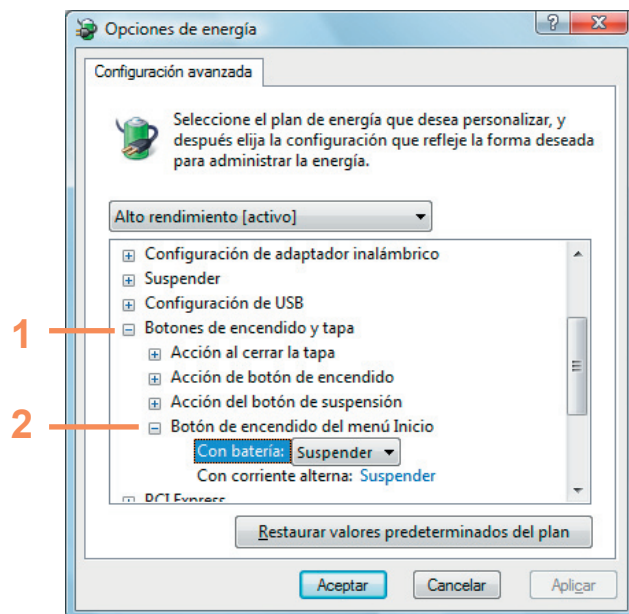 Opciones de energía
?
X
Configuración avanzada
Seleccione el plan de energía que desea personalizar, y
después elija la configuración que refleje la forma deseada
para administrar la energía.
Alto rendimiento [activo]
Configuración de adaptador inalámbrico
Suspender
Configuración de USB
1
Botones de encendido y tapa
Acción al cerrar la tapa
Acción de botón de encendido
Acción del botón de suspensión
2
Botón de encendido del menú Inicio
Con batería: Suspender
Con corriente alterna: Suspender
PCI Express
Restaurar valores predeterminados del plan
Aceptar
Cancelar
Aplicar